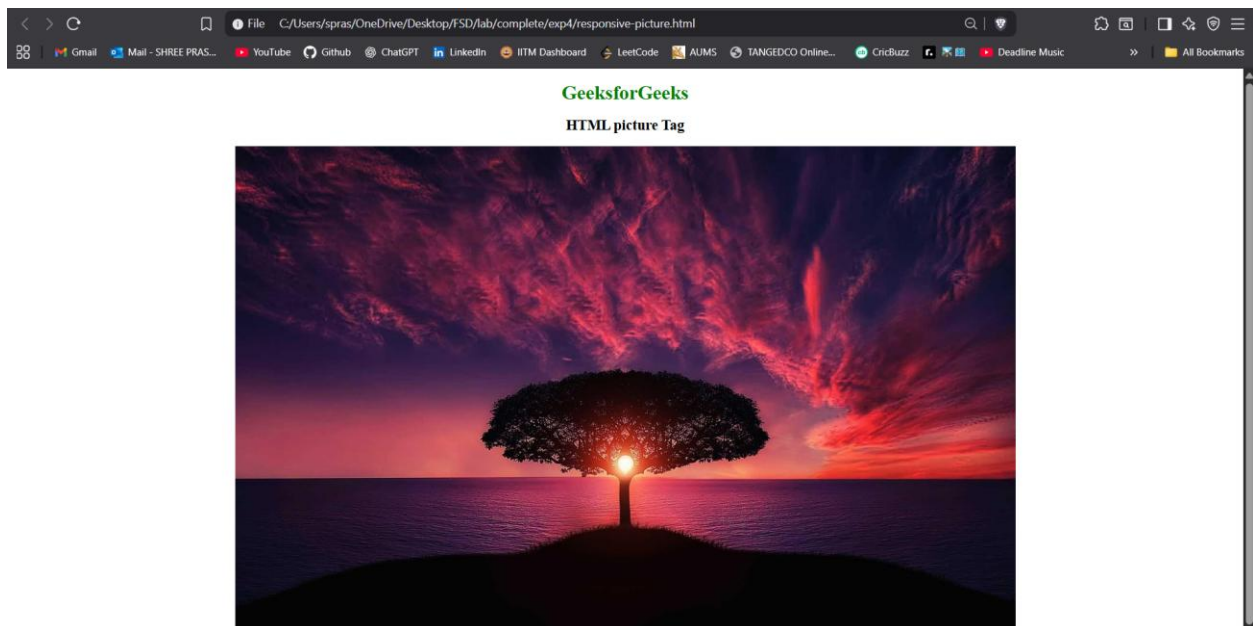 File C:/Users/spras/OneDrive/Desktop/FSD/lab/complete/exp4/responsive-picture.html
Gmail Mail - SHREE PRAS... YouTube Github ChatGPT LinkedIn IITM Dashboard LeetCode AUMS TANGEDCO Online... CricBuzz r. Deadline Music » All Bookmarks
GeeksforGeeks
HTML picture Tag